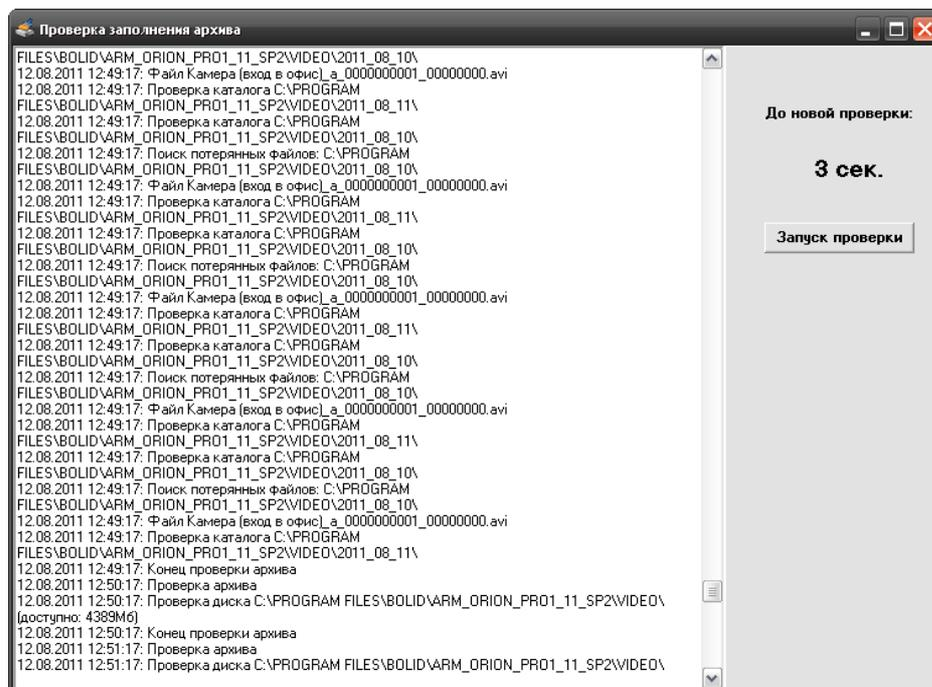 Проверка заполнения архива
FILES\BOLID\ARM_ORION_PRO1_11_SP2\VIDEO\2011_08_10\
12.08.2011 12:49:17: Файл Камера (вход в офис)_a_0000000001_00000000.avi
12.08.2011 12:49:17: Проверка каталога C:\PROGRAM
FILES\BOLID\ARM_ORION_PRO1_11_SP2\VIDEO\2011_08_11\
12.08.2011 12:49:17: Проверка каталога C:\PROGRAM
FILES\BOLID\ARM_ORION_PRO1_11_SP2\VIDEO\2011_08_10\
12.08.2011 12:49:17: Поиск потерянных файлов: C:\PROGRAM
FILES\BOLID\ARM_ORION_PRO1_11_SP2\VIDEO\2011_08_10\
12.08.2011 12:49:17: Файл Камера (вход в офис)_a_0000000001_00000000.avi
12.08.2011 12:49:17: Проверка каталога C:\PROGRAM
FILES\BOLID\ARM_ORION_PRO1_11_SP2\VIDEO\2011_08_11\
12.08.2011 12:49:17: Проверка каталога C:\PROGRAM
FILES\BOLID\ARM_ORION_PRO1_11_SP2\VIDEO\2011_08_10\
12.08.2011 12:49:17: Поиск потерянных файлов: C:\PROGRAM
FILES\BOLID\ARM_ORION_PRO1_11_SP2\VIDEO\2011_08_10\
12.08.2011 12:49:17: Файл Камера (вход в офис)_a_0000000001_00000000.avi
12.08.2011 12:49:17: Проверка каталога C:\PROGRAM
FILES\BOLID\ARM_ORION_PRO1_11_SP2\VIDEO\2011_08_11\
12.08.2011 12:49:17: Проверка каталога C:\PROGRAM
FILES\BOLID\ARM_ORION_PRO1_11_SP2\VIDEO\2011_08_10\
12.08.2011 12:49:17: Поиск потерянных файлов: C:\PROGRAM
FILES\BOLID\ARM_ORION_PRO1_11_SP2\VIDEO\2011_08_10\
12.08.2011 12:49:17: Файл Камера (вход в офис)_a_0000000001_00000000.avi
12.08.2011 12:49:17: Проверка каталога C:\PROGRAM
FILES\BOLID\ARM_ORION_PRO1_11_SP2\VIDEO\2011_08_11\
12.08.2011 12:49:17: Проверка каталога C:\PROGRAM
FILES\BOLID\ARM_ORION_PRO1_11_SP2\VIDEO\2011_08_10\
12.08.2011 12:49:17: Поиск потерянных файлов: C:\PROGRAM
FILES\BOLID\ARM_ORION_PRO1_11_SP2\VIDEO\2011_08_10\
12.08.2011 12:49:17: Файл Камера (вход в офис)_a_0000000001_00000000.avi
12.08.2011 12:49:17: Проверка каталога C:\PROGRAM
FILES\BOLID\ARM_ORION_PRO1_11_SP2\VIDEO\2011_08_11\
12.08.2011 12:49:17: Конец проверки архива
12.08.2011 12:50:17: Проверка архива
12.08.2011 12:50:17: Проверка диска C:\PROGRAM FILES\BOLID\ARM_ORION_PRO1_11_SP2\VIDEO\
(доступно: 4389Мб)
12.08.2011 12:50:17: Конец проверки архива
12.08.2011 12:51:17: Проверка архива
12.08.2011 12:51:17: Проверка диска C:\PROGRAM FILES\BOLID\ARM_ORION_PRO1_11_SP2\VIDEO\
До новой проверки:
3 сек.
Запуск проверки